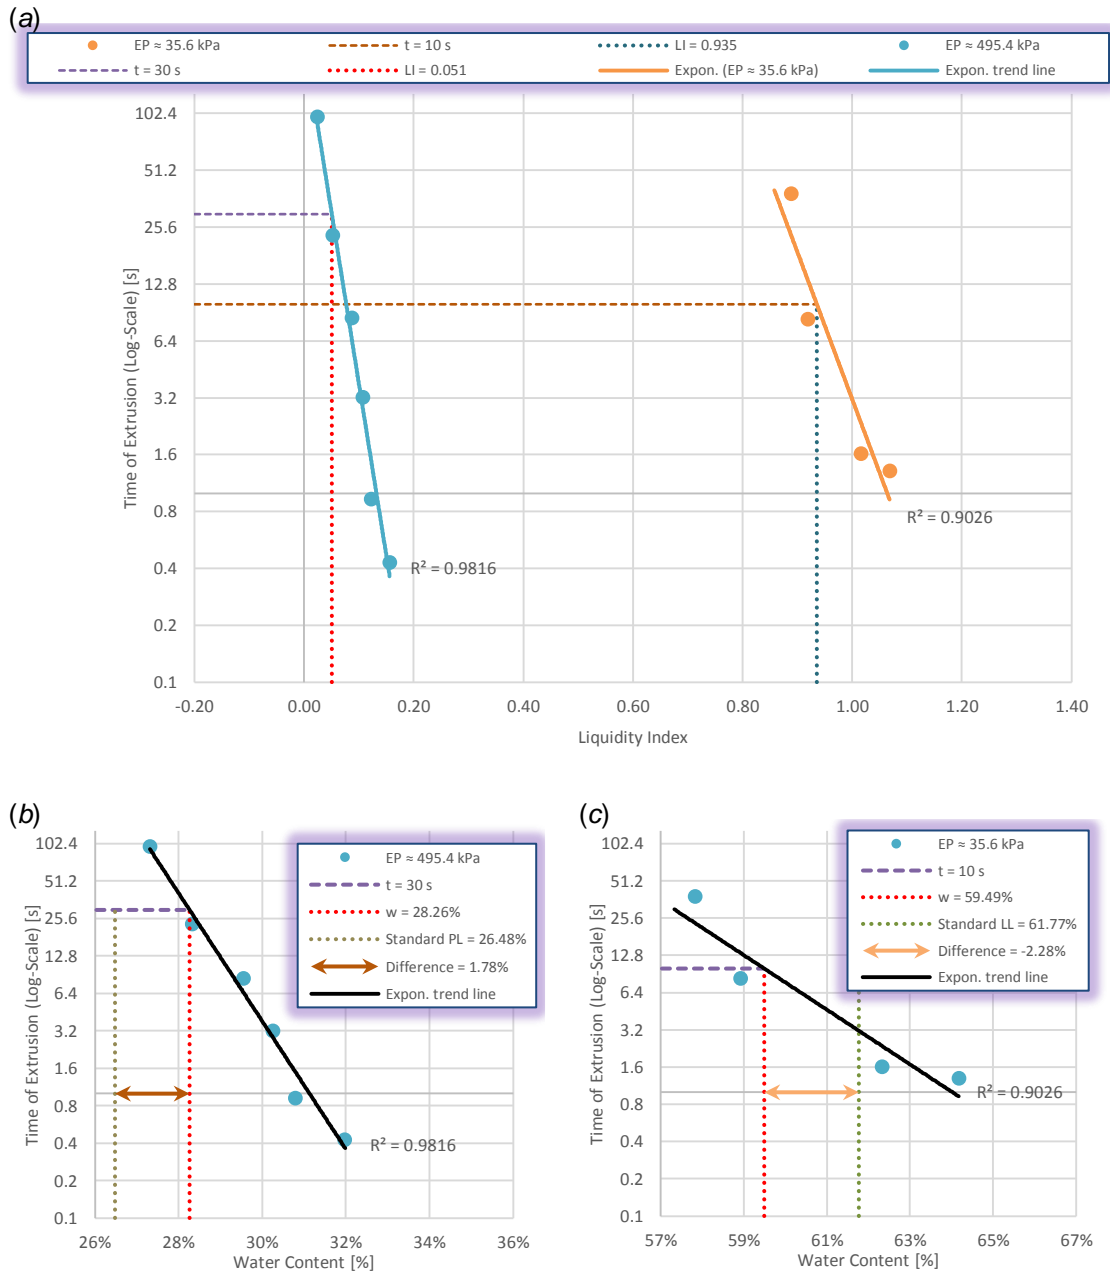 (a)
EP ≈ 35.6 kPa
t = 10 s
LI = 0.935
EP ≈ 495.4 kPa
t = 30 s
LI = 0.051
Expon. (EP ≈ 35.6 kPa)
Expon. trend line
Time of Extrusion (Log-Scale) [s]
102.4
51.2
25.6
12.8
6.4
3.2
1.6
0.8
0.4
0.2
0.1
R² = 0.9026
R² = 0.9816
-0.20
0.00
0.20
0.40
0.60
0.80
1.00
1.20
1.40
Liquidity Index
(b)
Time of Extrusion (Log-Scale) [s]
102.4
51.2
25.6
12.8
6.4
3.2
1.6
0.8
0.4
0.2
0.1
EP ≈ 495.4 kPa
t = 30 s
w = 28.26%
Standard PL = 26.48%
Difference = 1.78%
Expon. trend line
R² = 0.9816
26%
28%
30%
32%
34%
36%
Water Content [%]
(c)
Time of Extrusion (Log-Scale) [s]
102.4
51.2
25.6
12.8
6.4
3.2
1.6
0.8
0.4
0.2
0.1
EP ≈ 35.6 kPa
t = 10 s
w = 59.49%
Standard LL = 61.77%
Difference = -2.28%
Expon. trend line
R² = 0.9026
57%
59%
61%
63%
65%
67%
Water Content [%]